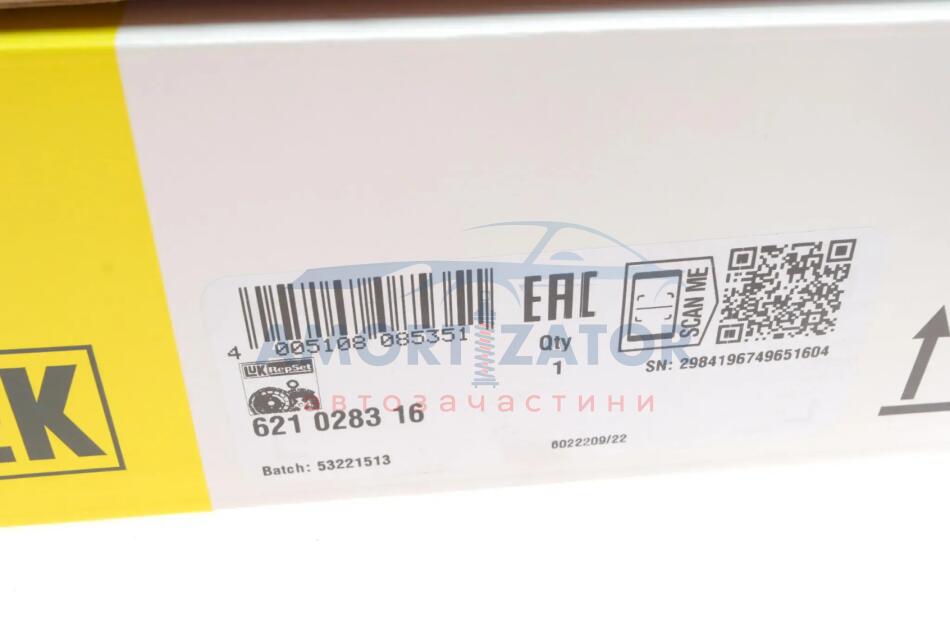 4 005108 085351
EAC
SCAN ME
Qty
1
SN: 2984196749651604
LuK RepSet
621 0283 16
6022209/22
Batch: 53221513
AMORTIZATOR
автозачастини